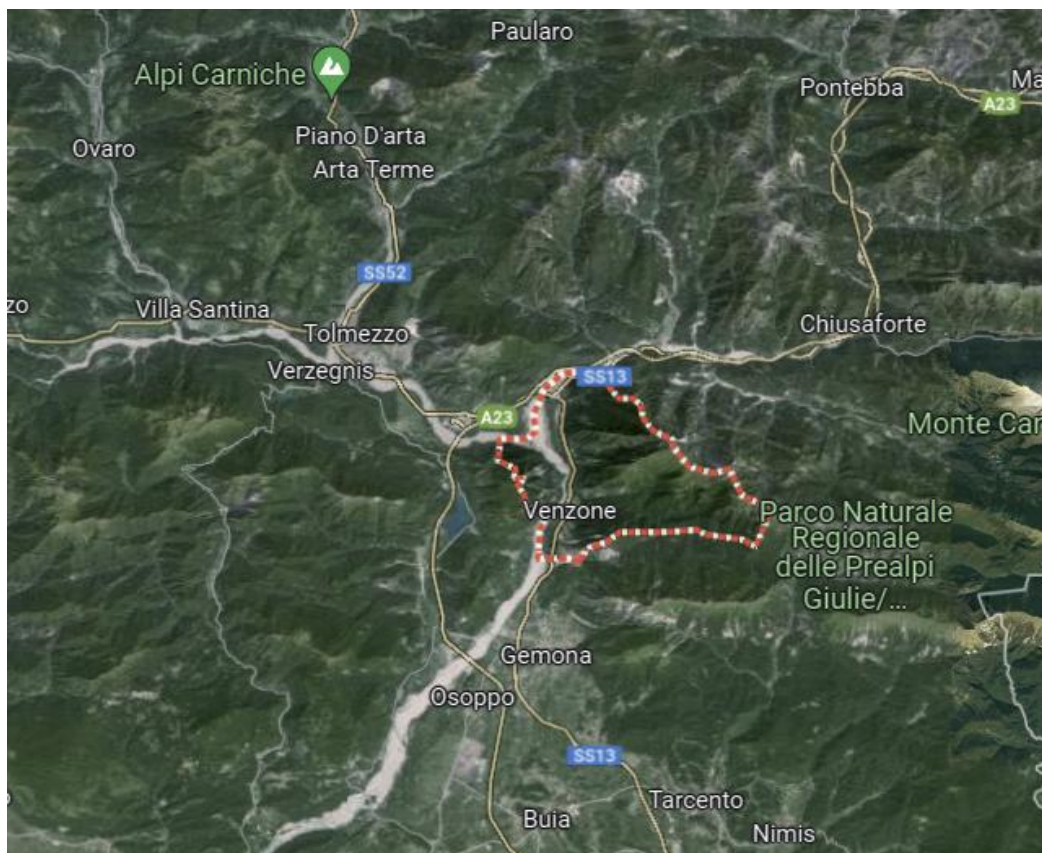 Paularo
Alpi Carniche
Pontebba
Ma
A23
Piano D'arta
Ovaro
Arta Terme
SS52
zo
Villa Santina
Tolmezzo
Chiusaforte
Verzegnis
SS13
A23
Monte Car
Venzone
Parco Naturale
Regionale
delle Prealpi
Giulie/...
Gemona
Osoppo
SS13
Tarcento
Buia
Nimis